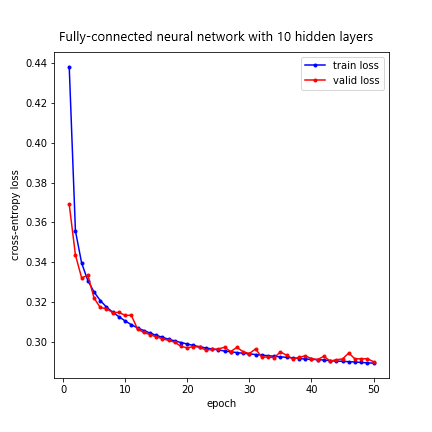 Fully-connected neural network with 10 hidden layers
train loss
valid loss
0.44
0.42
0.40
0.38
0.36
0.34
0.32
0.30
cross-entropy loss
0 10 20 30 40 50
epoch